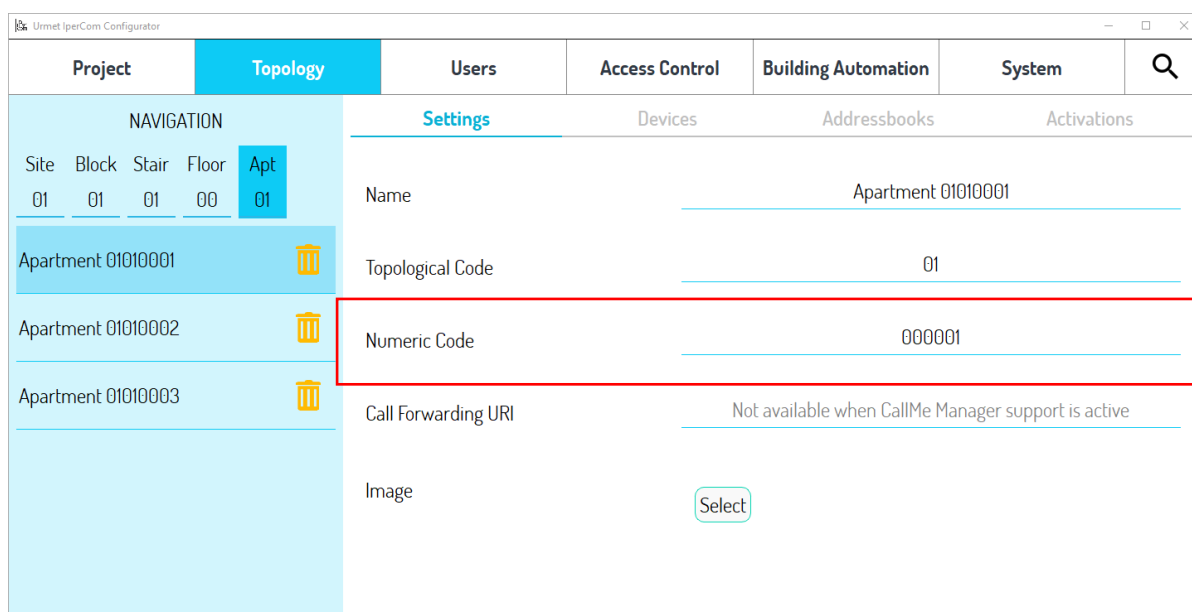 Urmet IperCom Configurator
Project Topology Users Access Control Building Automation System
NAVIGATION
Site Block Stair Floor Apt
01 01 01 00 01
Apartment 01010001
Apartment 01010002
Apartment 01010003
Settings Devices Addressbooks Activations
Name Apartment 01010001
Topological Code 01
Numeric Code 000001
Call Forwarding URI Not available when CallMe Manager support is active
Image Select